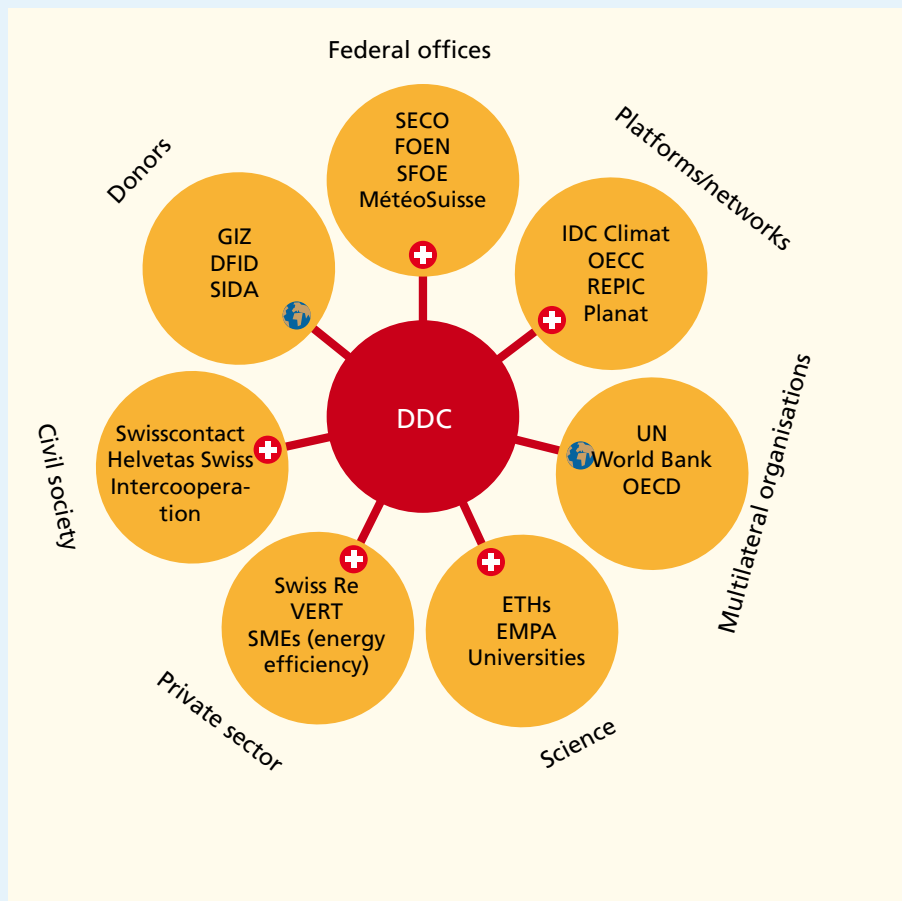 Federal offices
SECO
FOEN
SFOE
MétéoSuisse
Platforms/networks
IDC Climat
OECC
REPIC
Planat
Multilateral organisations
UN
World Bank
OECD
Science
ETHs
EMPA
Universities
Private sector
Swiss Re
VERT
SMEs (energy
efficiency)
Civil society
Swisscontact
Helvetas Swiss
Intercoopera-
tion
Donors
GIZ
DFID
SIDA
DDC